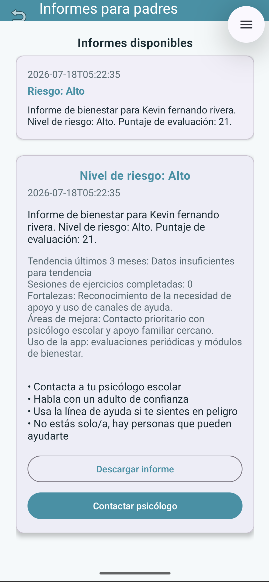 Informes para padres
Informes disponibles
2026-07-18T05:22:35
Riesgo: Alto
Informe de bienestar para Kevin fernando rivera.
Nivel de riesgo: Alto. Puntaje de evaluación: 21.
Nivel de riesgo: Alto
2026-07-18T05:22:35
Informe de bienestar para Kevin fernando
rivera. Nivel de riesgo: Alto. Puntaje de
evaluación: 21.
Tendencia últimos 3 meses: Datos insuficientes
para tendencia
Sesiones de ejercicios completadas: 0
Fortalezas: Reconocimiento de la necesidad de
apoyo y uso de canales de ayuda.
Áreas de mejora: Contacto prioritario con
psicólogo escolar y apoyo familiar cercano.
Uso de la app: evaluaciones periódicas y módulos
de bienestar.
• Contacta a tu psicólogo escolar
• Habla con un adulto de confianza
• Usa la línea de ayuda si te sientes en peligro
• No estás solo/a, hay personas que pueden
ayudarte
Descargar informe
Contactar psicólogo